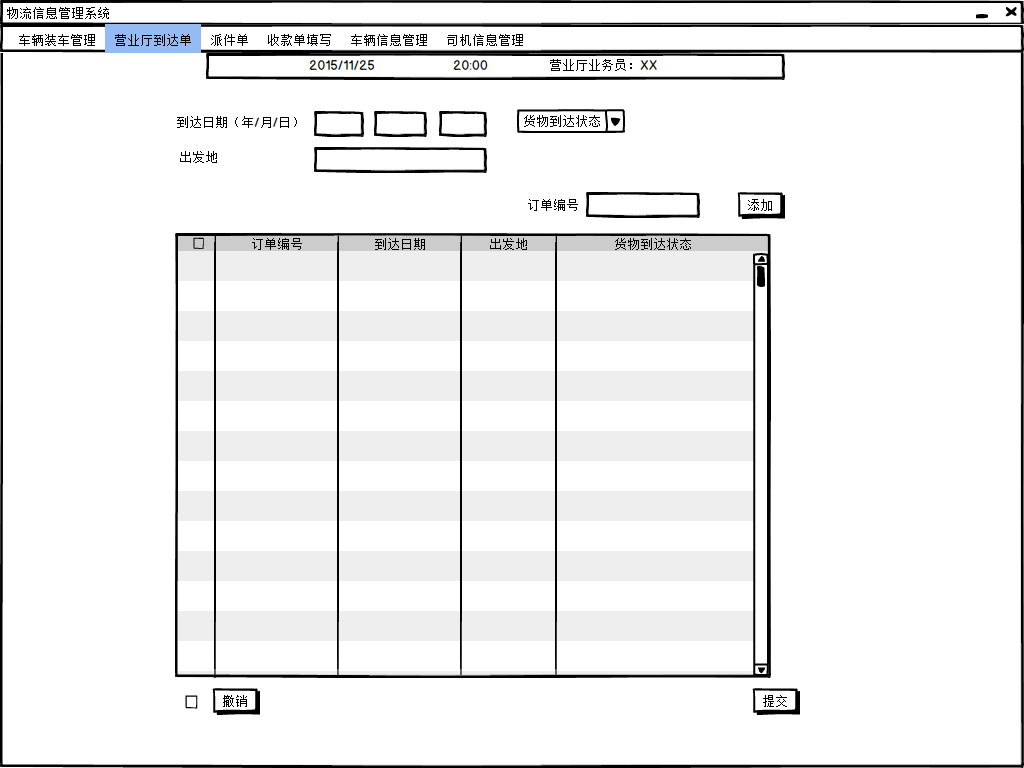 物流信息管理系统
车辆装车管理 营业厅到达单 派件单 收款单填写 车辆信息管理 司机信息管理
2015/11/25 20:00 营业厅业务员：XX
到达日期（年/月/日） 货物到达状态
出发地
订单编号 添加
订单编号 到达日期 出发地 货物到达状态
撤销 提交